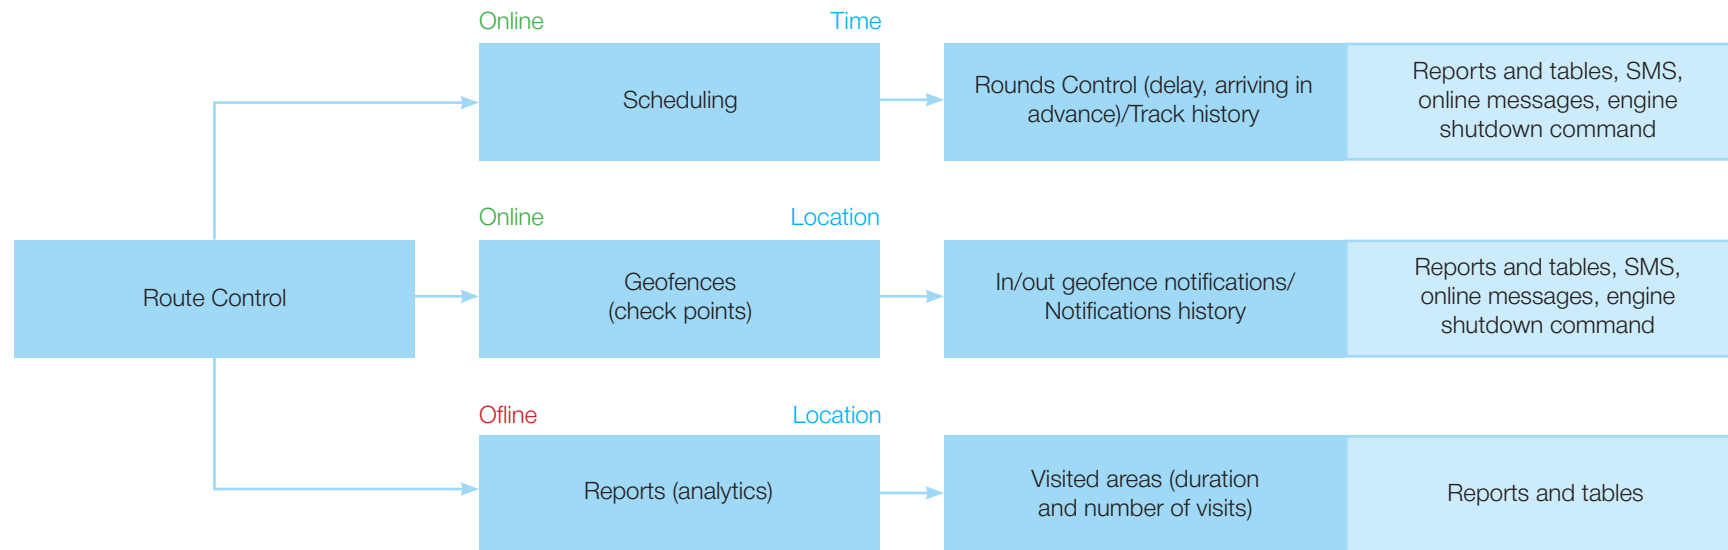 Online
Time
Scheduling
Rounds Control (delay, arriving in
advance)/Track history
Reports and tables, SMS,
online messages, engine
shutdown command
Route Control
Online
Location
Geofences
(check points)
In/out geofence notifications/
Notifications history
Reports and tables, SMS,
online messages, engine
shutdown command
Ofline
Location
Reports (analytics)
Visited areas (duration
and number of visits)
Reports and tables